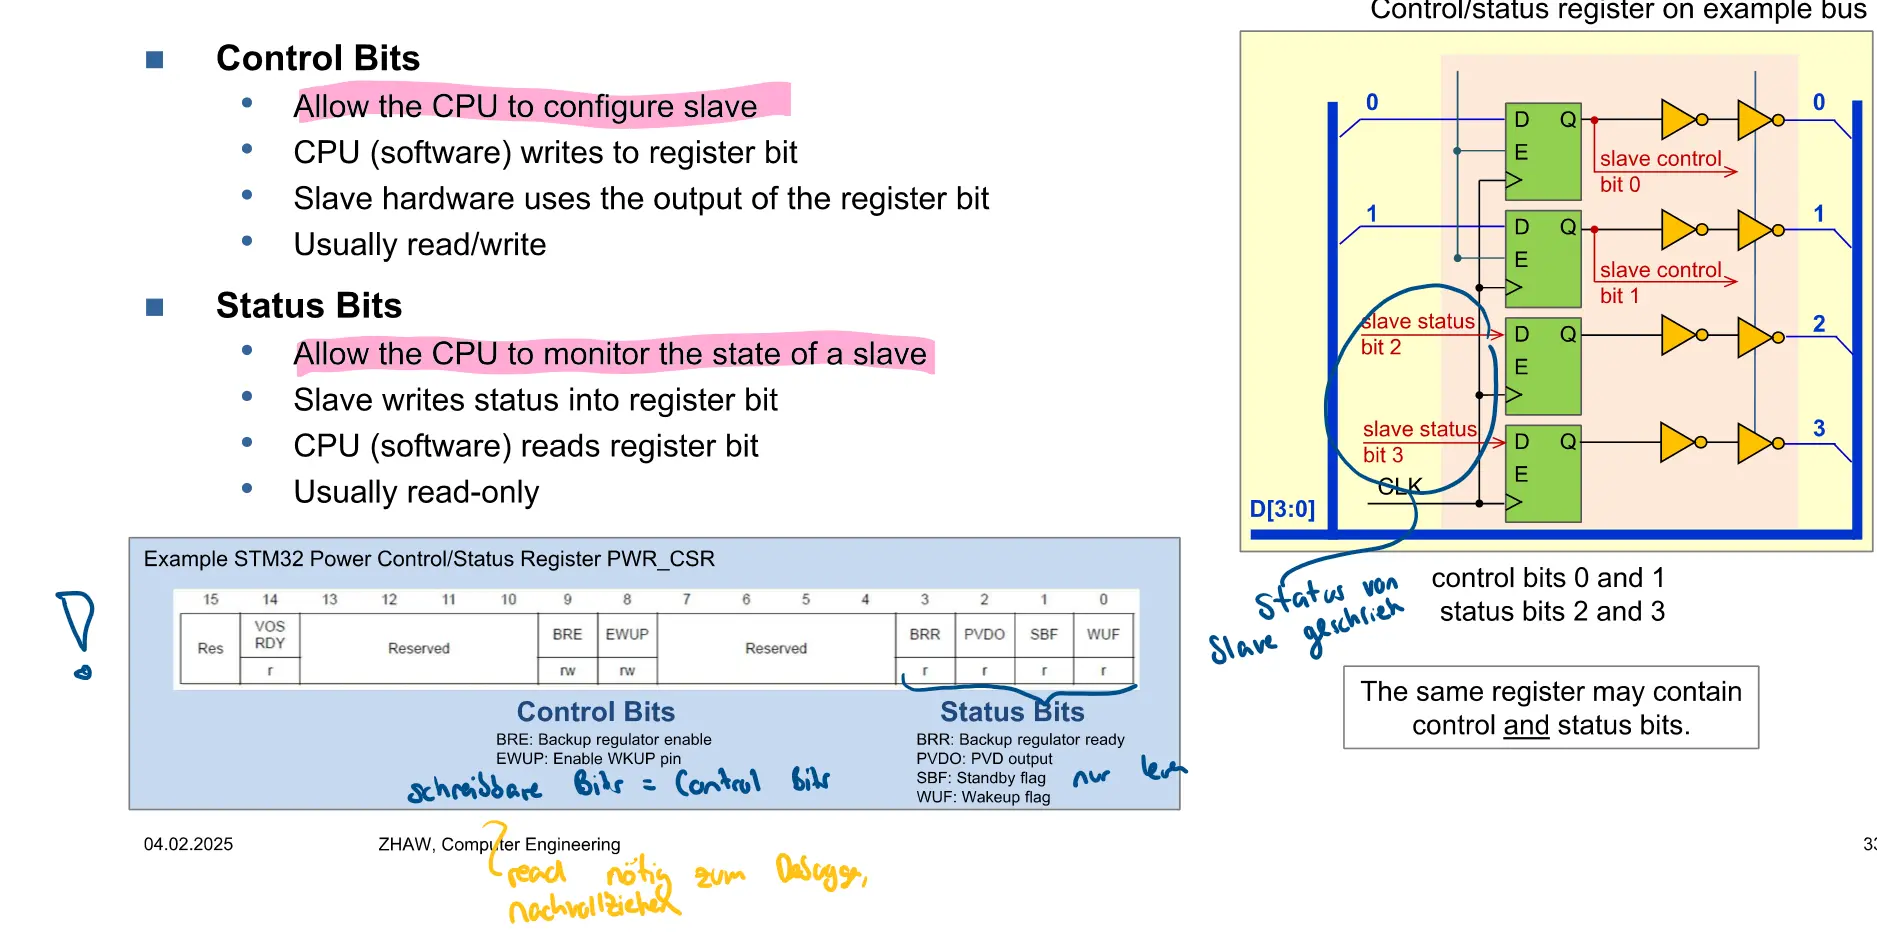 Control/status register on example bus
Control Bits
Allow the CPU to configure slave
CPU (software) writes to register bit
Slave hardware uses the output of the register bit
Usually read/write
Status Bits
Allow the CPU to monitor the state of a slave
Slave writes status into register bit
CPU (software) reads register bit
Usually read-only
0 D Q 0
E
slave control
bit 0
1 D Q 1
E
slave control
bit 1
slave status D Q 2
bit 2 E
slave status D Q 3
bit 3 E
CLK
D[3:0]
Status von
Slave geschrieb
control bits 0 and 1
status bits 2 and 3
The same register may contain
control and status bits.
Example STM32 Power Control/Status Register PWR_CSR
15 14 13 12 11 10 9 8 7 6 5 4 3 2 1 0
Res VOS RDY Reserved BRE EWUP Reserved BRR PVDO SBF WUF
r rw rw r r r r
!
Control Bits
BRE: Backup regulator enable
EWUP: Enable WKUP pin
schreibbare Bits = Control Bits
Status Bits
BRR: Backup regulator ready
PVDO: PVD output
SBF: Standby flag
WUF: Wakeup flag
nur lesen
04.02.2025 ZHAW, Computer Engineering 33
read nötig zum
nachvollziehen